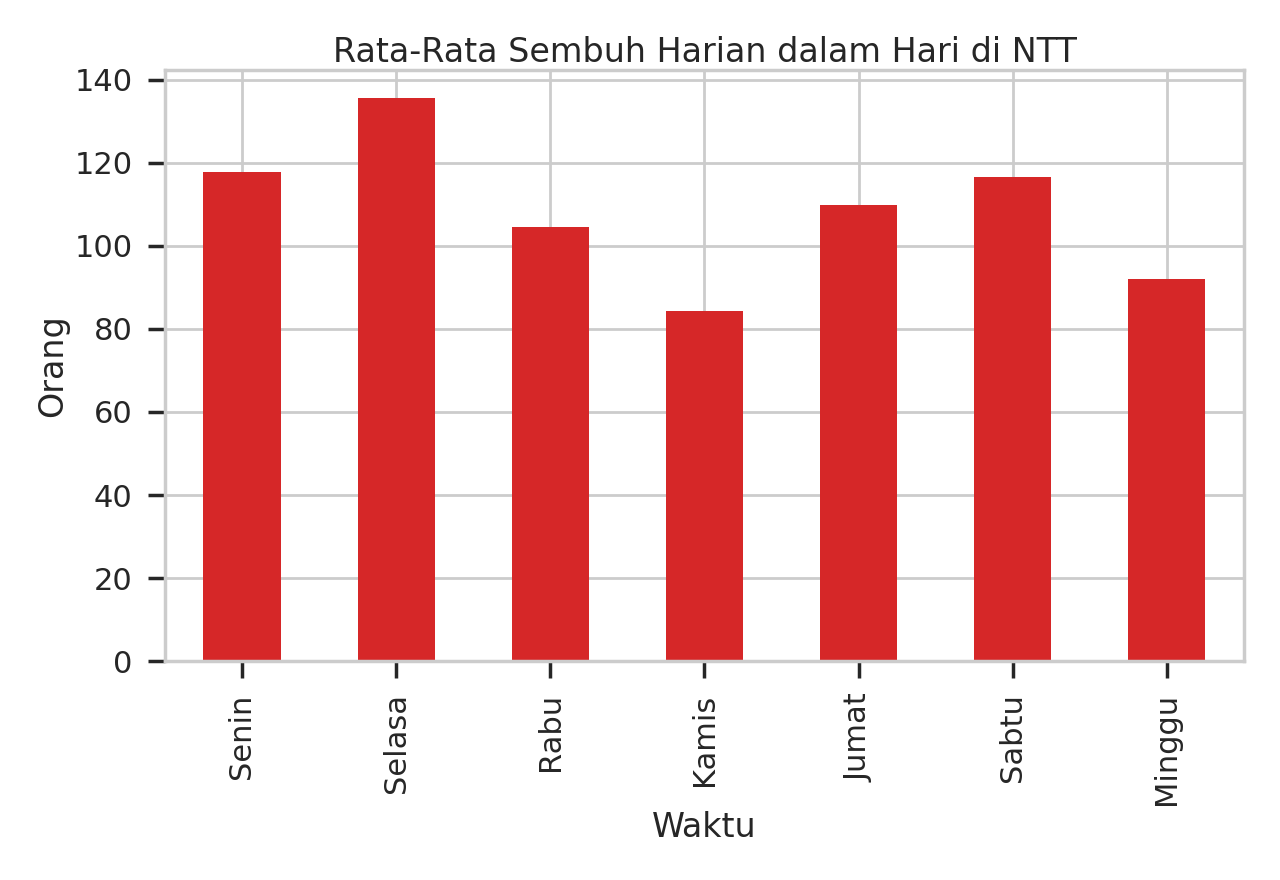 Rata-Rata Sembuh Harian dalam Hari di NTT
140
120
100
80
60
40
20
0
Orang
Senin
Selasa
Rabu
Kamis
Jumat
Sabtu
Minggu
Waktu